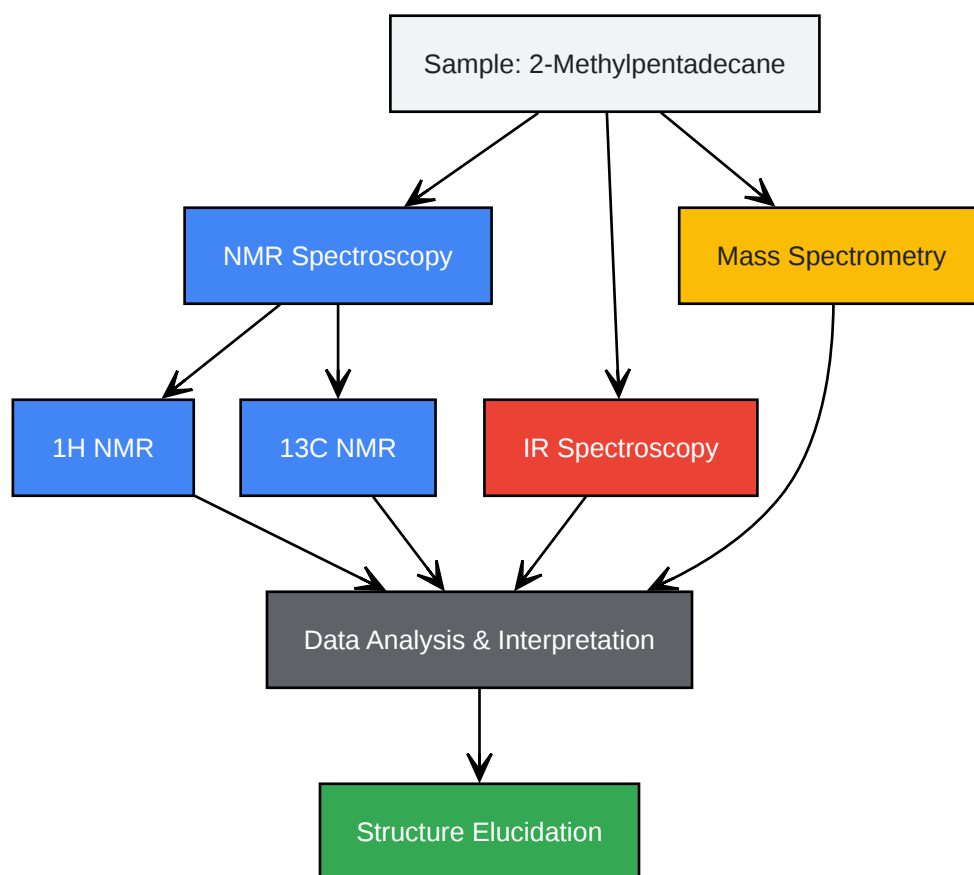 Sample: 2-Methylpentadecane
NMR Spectroscopy
Mass Spectrometry
1H NMR
13C NMR
IR Spectroscopy
Data Analysis & Interpretation
Structure Elucidation